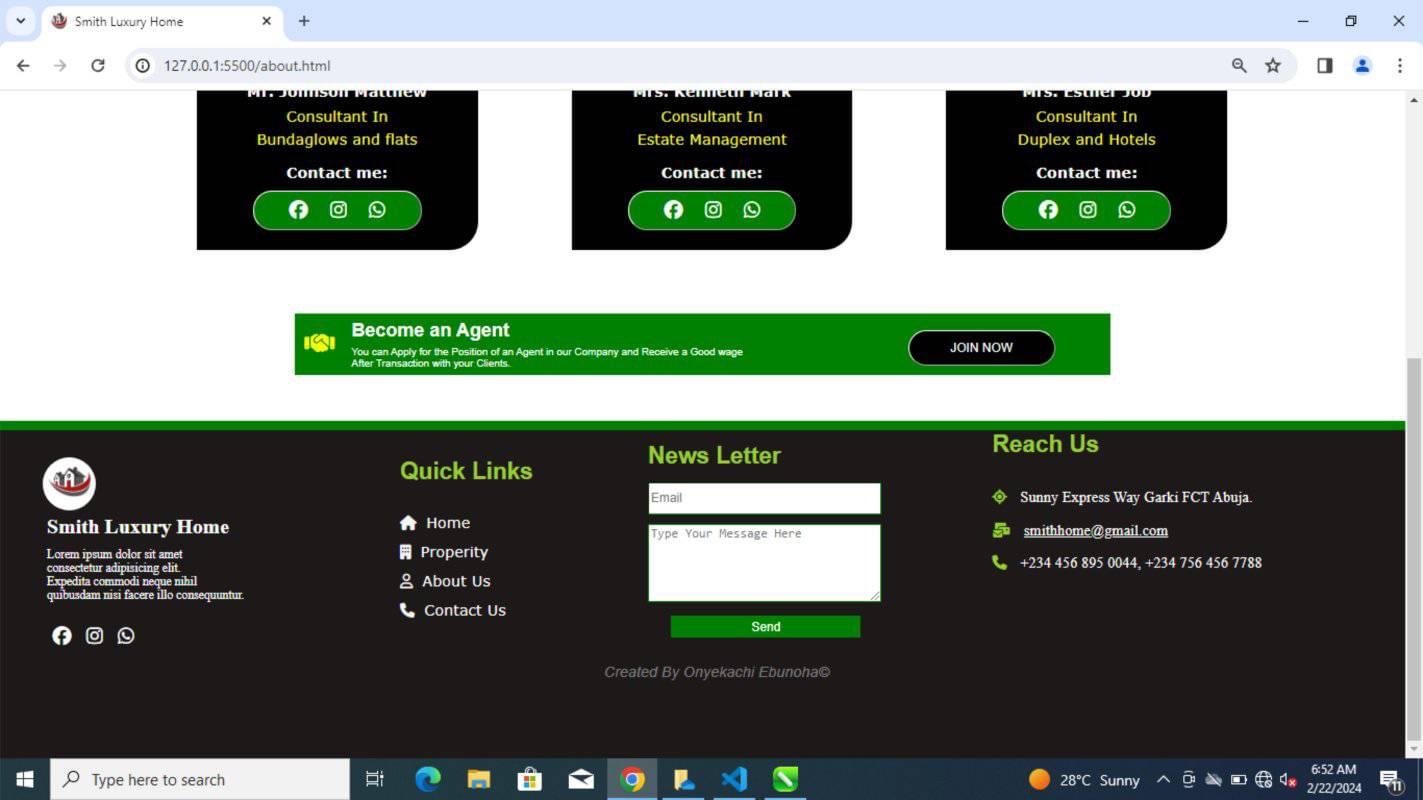 Smith Luxury Home
127.0.0.1:5500/about.html
Mr. Johnson Matthew
Consultant In
Bundaglows and flats
Contact me:
Mrs. Kenneth Mark
Consultant In
Estate Management
Contact me:
Mrs. Esther Job
Consultant In
Duplex and Hotels
Contact me:
Become an Agent
You can Apply for the Position of an Agent in our Company and Receive a Good wage
After Transaction with your Clients.
JOIN NOW
Smith Luxury Home
Lorem ipsum dolor sit amet
consectetur adipisicing elit.
Expedita commodi neque nihil
quibusdam nisi facere illo consequuntur.
Quick Links
Home
Properity
About Us
Contact Us
News Letter
Email
Type Your Message Here
Send
Reach Us
Sunny Express Way Garki FCT Abuja.
smithhome@gmail.com
+234 456 895 0044, +234 756 456 7788
Created By Onyekachi Ebunoha©
Type here to search
28°C Sunny
6:52 AM
2/22/2024
11